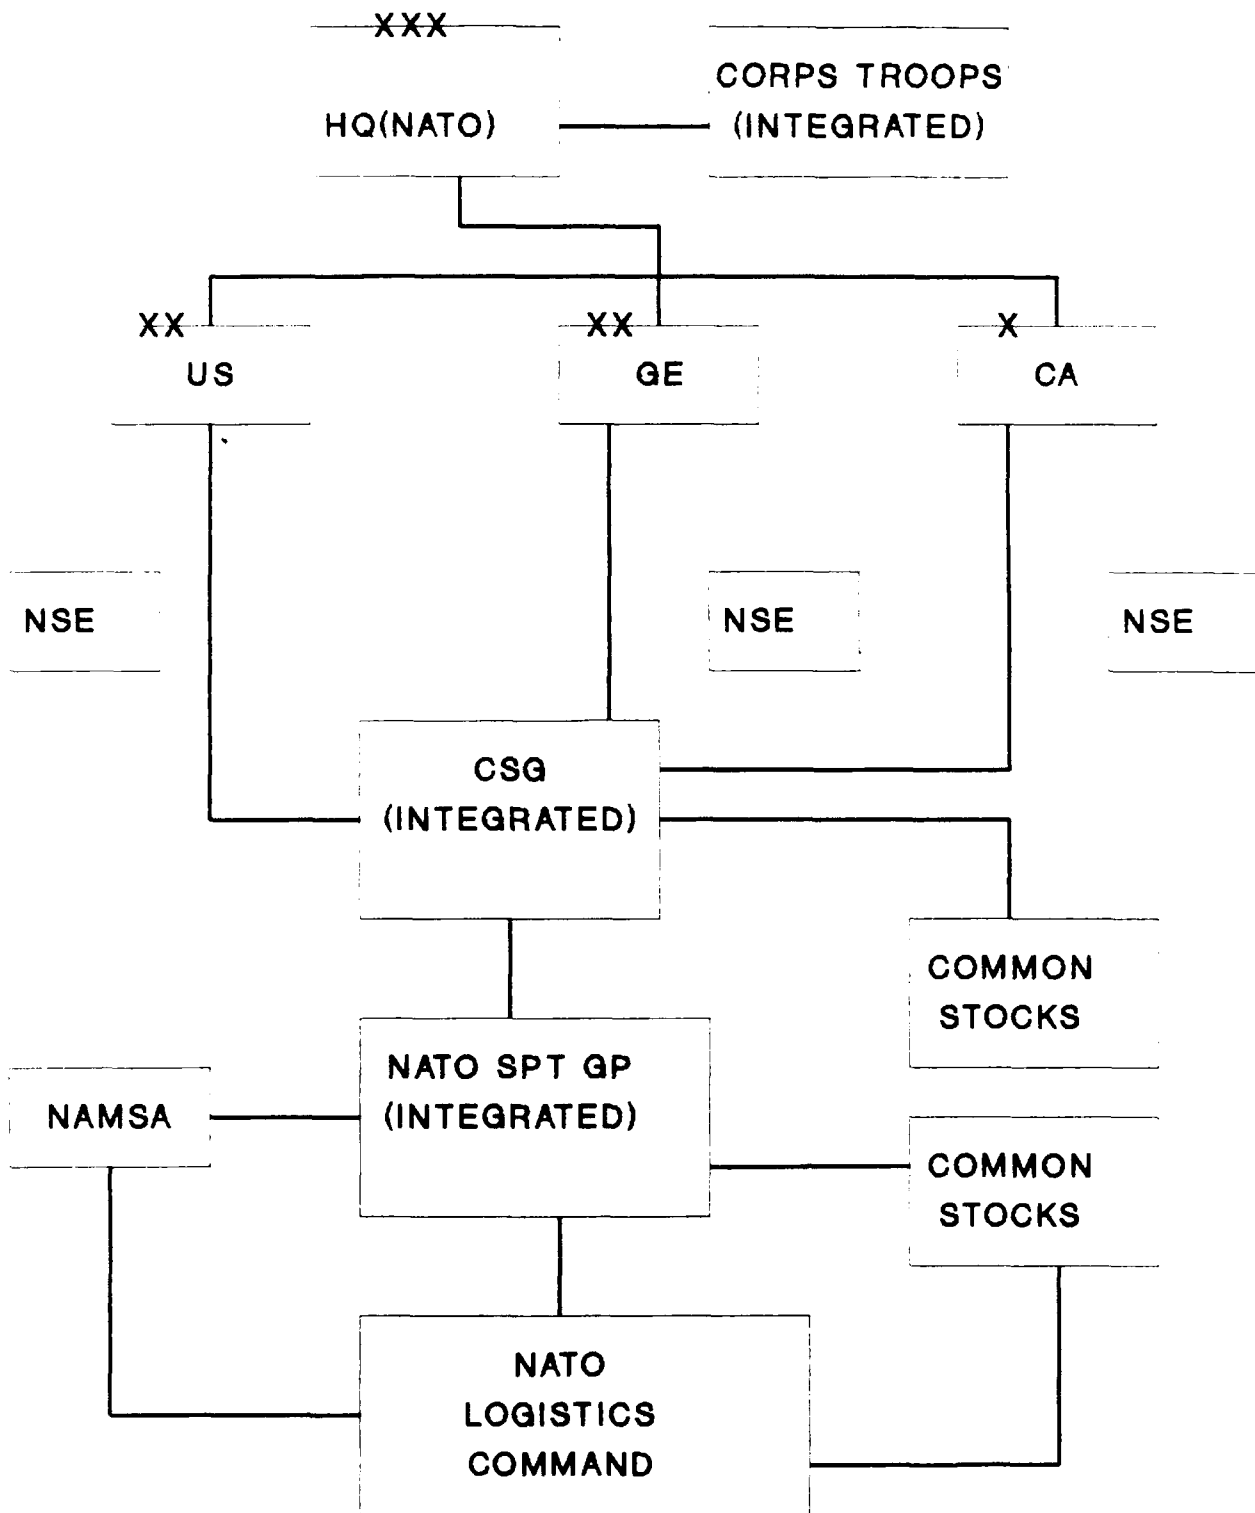 XXX
HQ(NATO)
CORPS TROOPS
(INTEGRATED)
XX
US
XX
GE
X
CA
NSE
NSE
NSE
CSG
(INTEGRATED)
COMMON
STOCKS
NATO SPT GP
(INTEGRATED)
NAMSA
COMMON
STOCKS
NATO
LOGISTICS
COMMAND